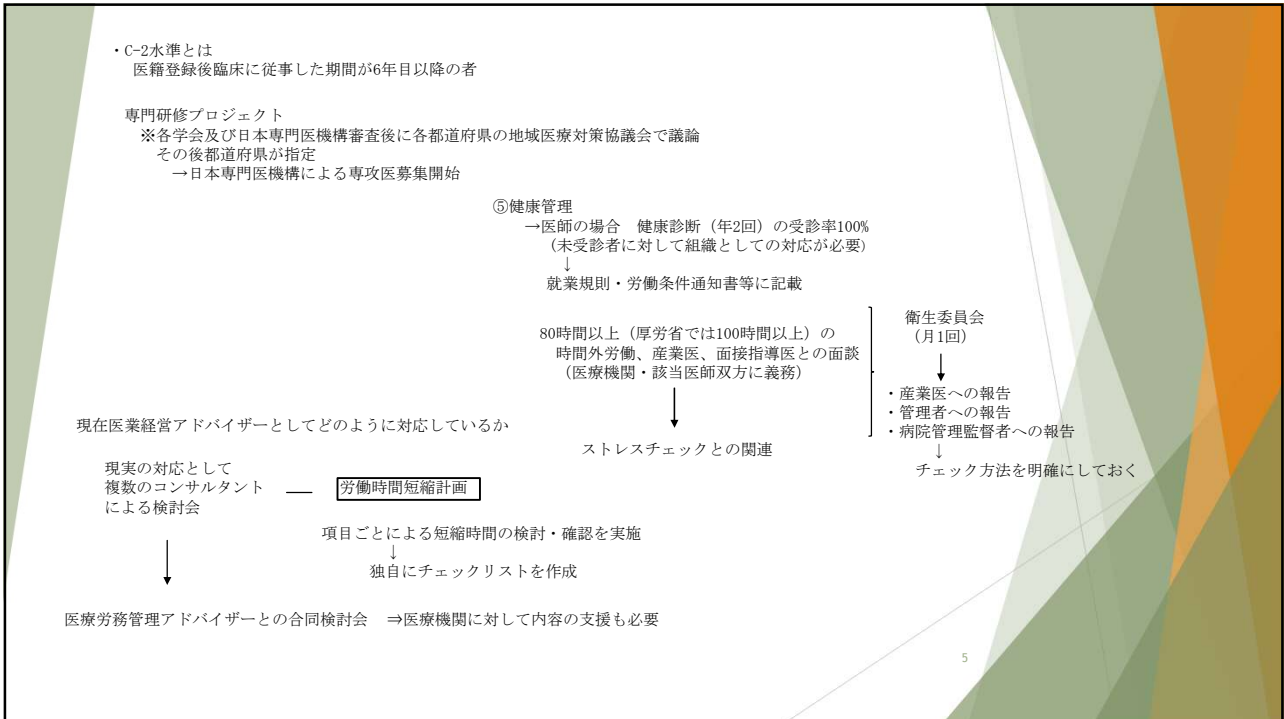 ・C-2水準とは
医籍登録後臨床に従事した期間が6年目以降の者
専門研修プロジェクト
※各学会及び日本専門医機構審査後に各都道府県の地域医療対策協議会で議論
その後都道府県が指定
→日本専門医機構による専攻医募集開始
⑤健康管理
→医師の場合　健康診断（年2回）の受診率100%
（未受診者に対して組織としての対応が必要）
↓
就業規則・労働条件通知書等に記載
80時間以上（厚労省では100時間以上）の
時間外労働、産業医、面接指導医との面談
（医療機関・該当医師双方に義務）
ストレスチェックとの関連
衛生委員会
（月1回）
・産業医への報告
・管理者への報告
・病院管理監督者への報告
↓
チェック方法を明確にしておく
現在医業経営アドバイザーとしてどのように対応しているか
現実の対応として
複数のコンサルタント
による検討会
労働時間短縮計画
項目ごとによる短縮時間の検討・確認を実施
↓
独自にチェックリストを作成
医療労務管理アドバイザーとの合同検討会　⇒医療機関に対して内容の支援も必要
5